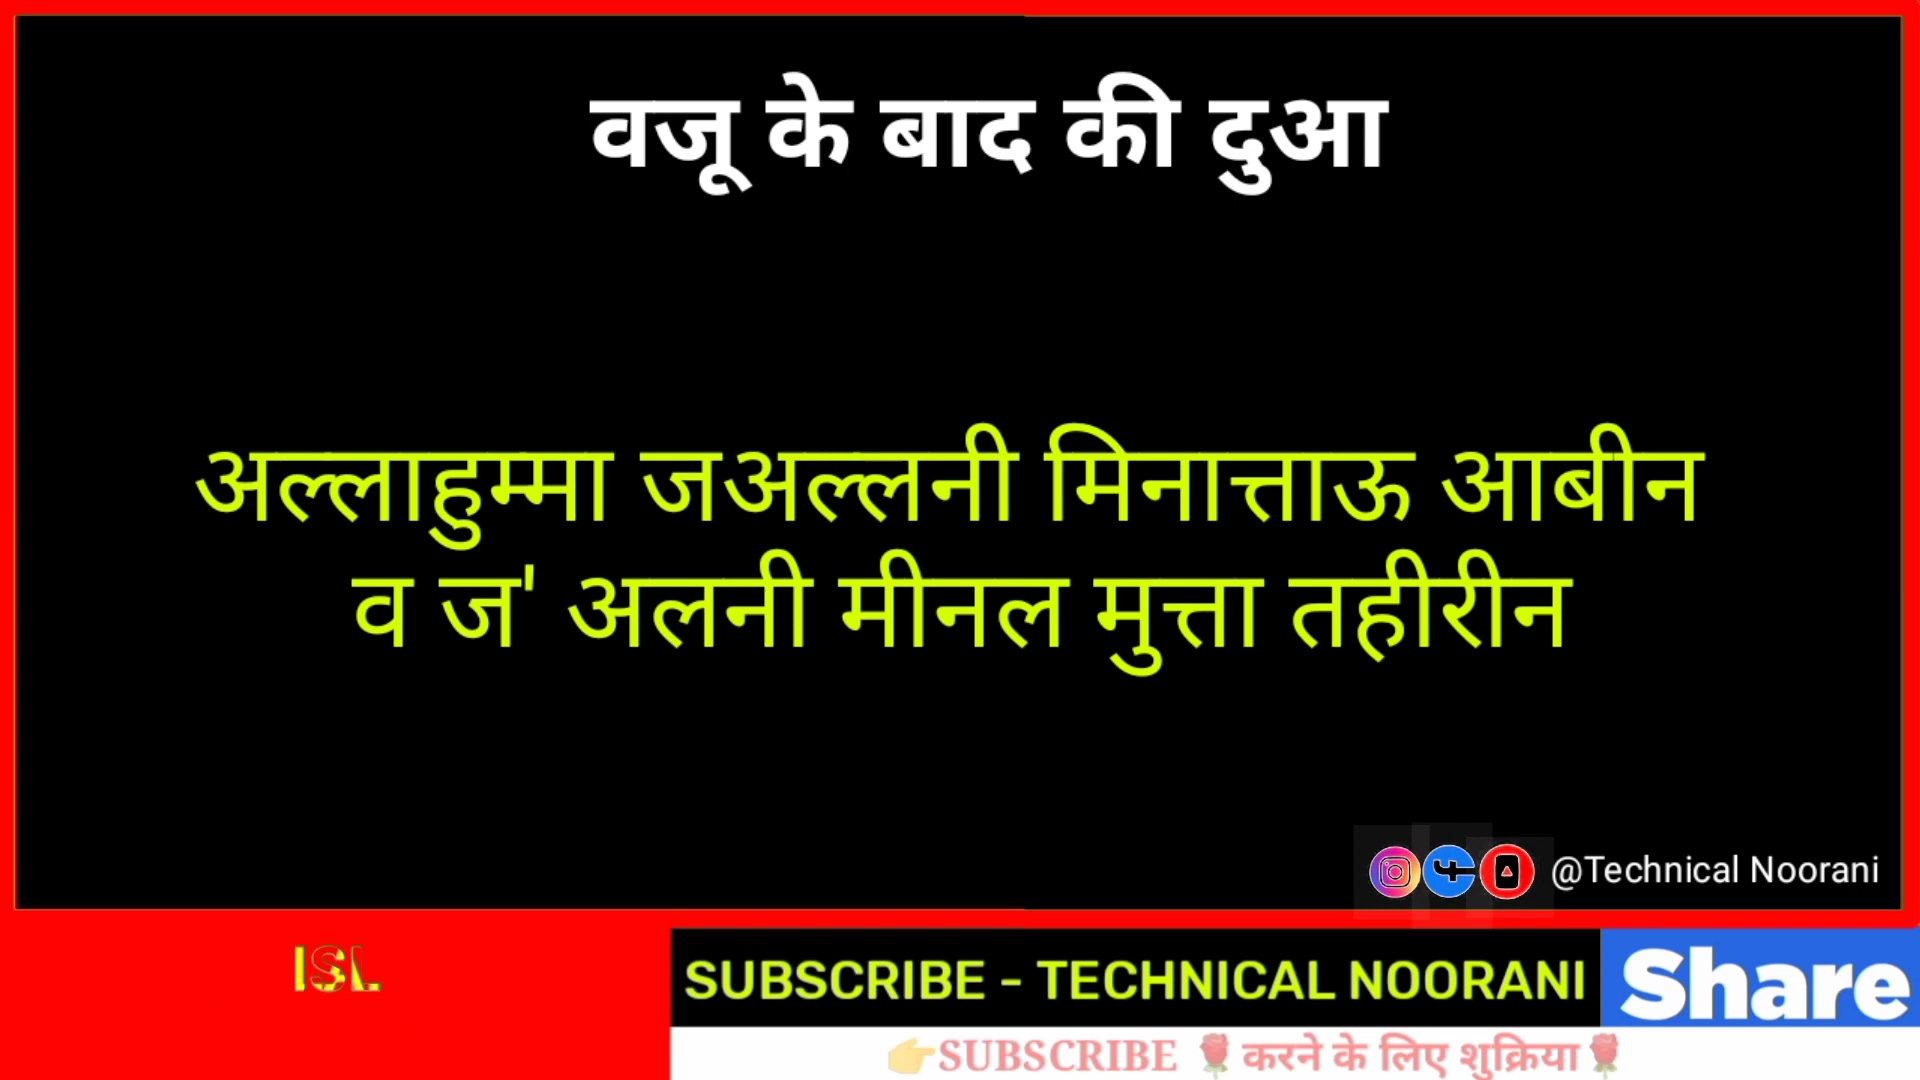 वजू के बाद की दुआ
अल्लाहुम्मा जअल्लनी मिनात्ताऊ आबीन
व ज' अलनी मीनल मुत्ता तहीरीन
@Technical Noorani
ISL
SUBSCRIBE - TECHNICAL NOORANI
Share
👉SUBSCRIBE 🌹करने के लिए शुक्रिया🌹